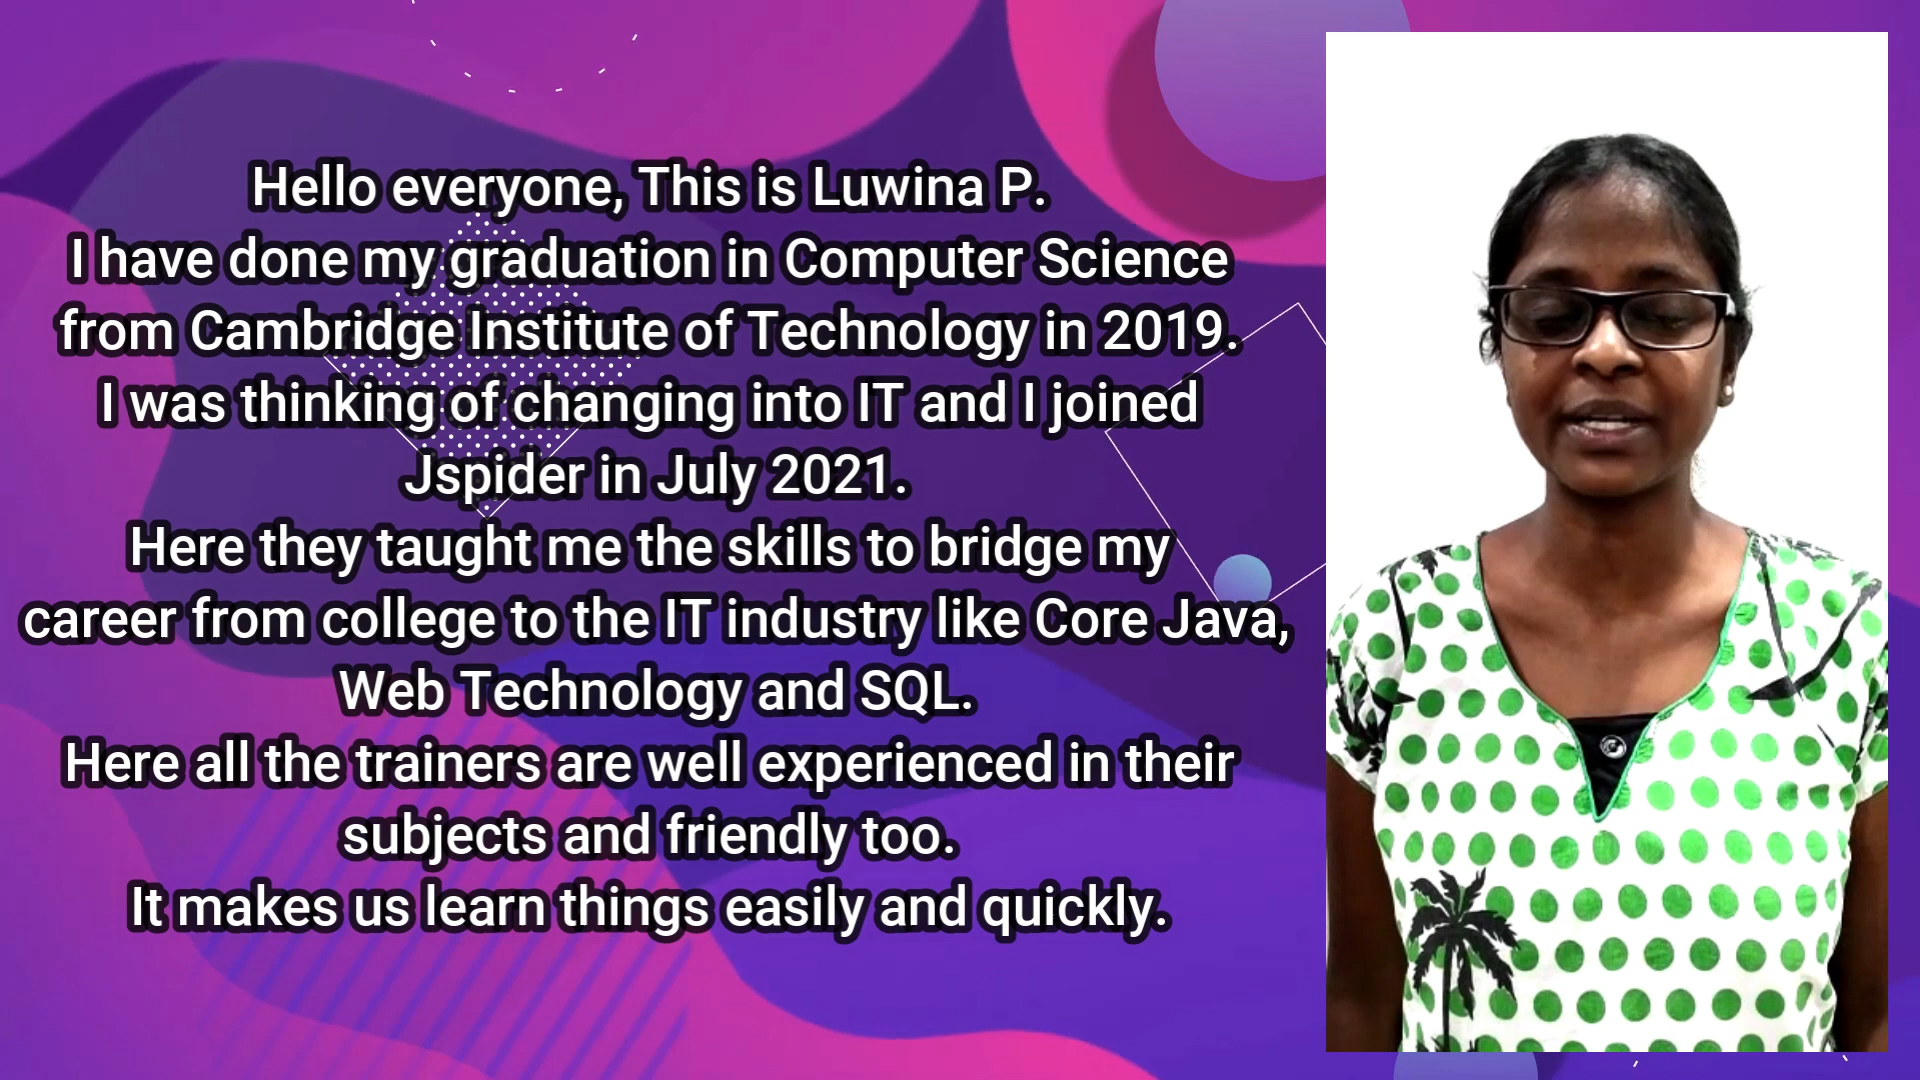 Hello everyone, This is Luwina P.
I have done my graduation in Computer Science
from Cambridge Institute of Technology in 2019.
I was thinking of changing into IT and I joined
Jspider in July 2021.
Here they taught me the skills to bridge my
career from college to the IT industry like Core Java,
Web Technology and SQL.
Here all the trainers are well experienced in their
subjects and friendly too.
It makes us learn things easily and quickly.